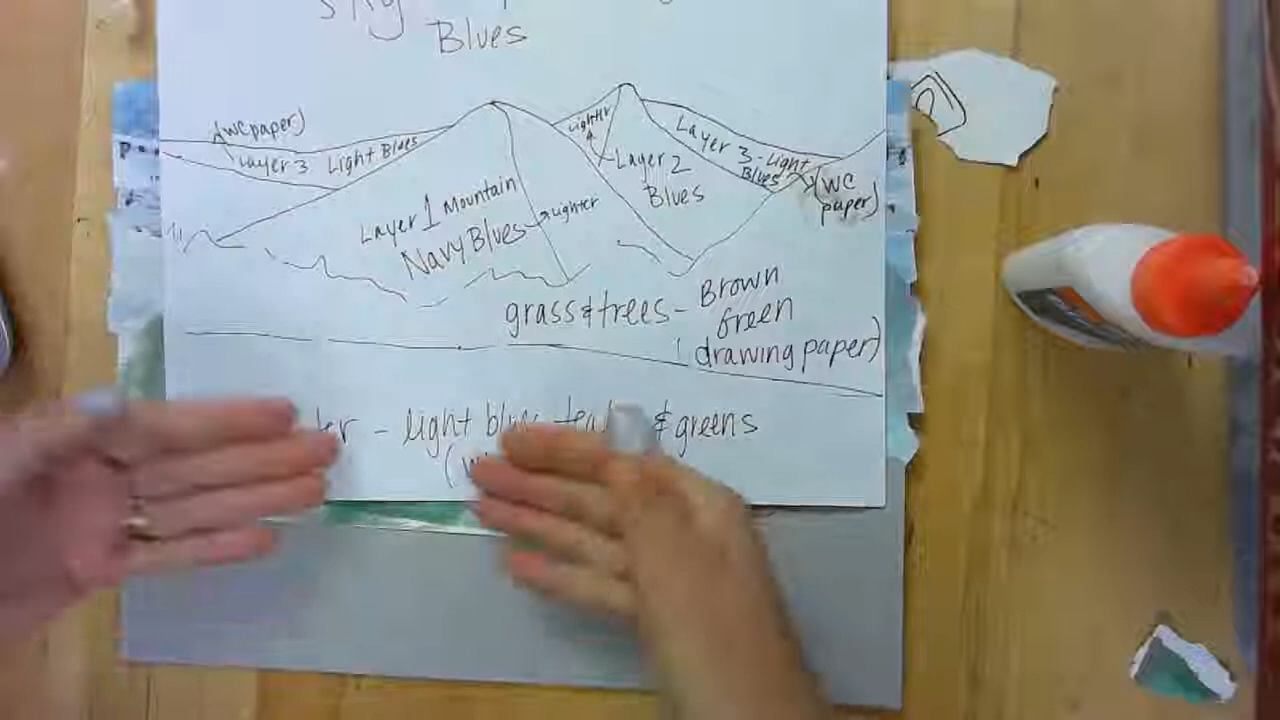 Blues
(WC paper)
Layer 3 Light Blues
Lighter
Layer 3 - Light
Blues
(WC
paper)
Layer 2
Blues
Layer 1 Mountain
Navy Blues
Lighter
grass & trees - Brown
Green
(drawing paper)
- light blue & greens